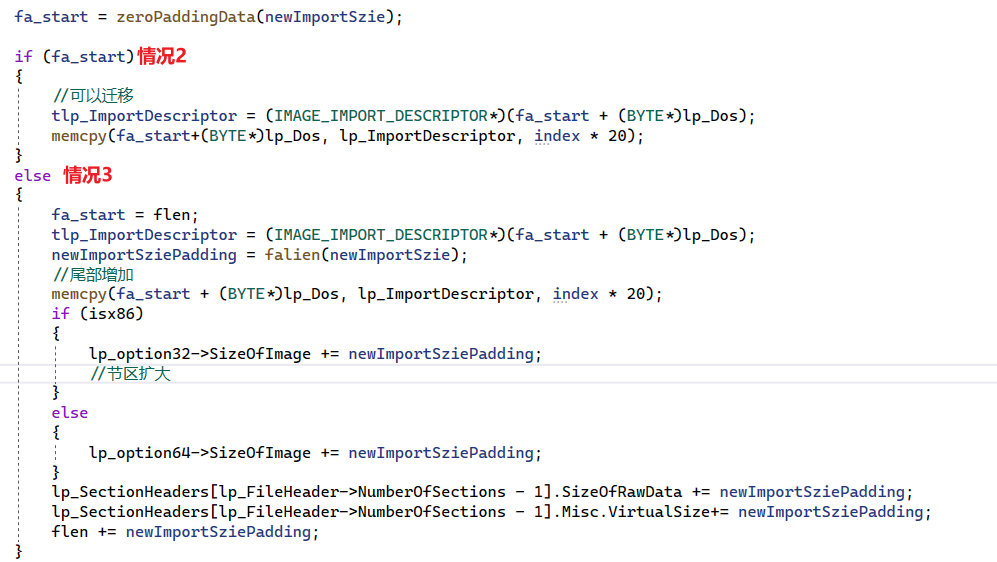 fa_start = zeroPaddingData(newImportSzie);
if (fa_start)情况2
{
//可以迁移
tlp_ImportDescriptor = (IMAGE_IMPORT_DESCRIPTOR*)(fa_start + (BYTE*)lp_Dos);
memcpy(fa_start+(BYTE*)lp_Dos, lp_ImportDescriptor, index * 20);
}
else 情况3
{
fa_start = flen;
tlp_ImportDescriptor = (IMAGE_IMPORT_DESCRIPTOR*)(fa_start + (BYTE*)lp_Dos);
newImportSziePadding = falien(newImportSzie);
//尾部增加
memcpy(fa_start + (BYTE*)lp_Dos, lp_ImportDescriptor, index * 20);
if (isx86)
{
lp_option32->SizeOfImage += newImportSziePadding;
//节区扩大
}
else
{
lp_option64->SizeOfImage += newImportSziePadding;
}
lp_SectionHeaders[lp_FileHeader->NumberOfSections - 1].SizeOfRawData += newImportSziePadding;
lp_SectionHeaders[lp_FileHeader->NumberOfSections - 1].Misc.VirtualSize+= newImportSziePadding;
flen += newImportSziePadding;
}